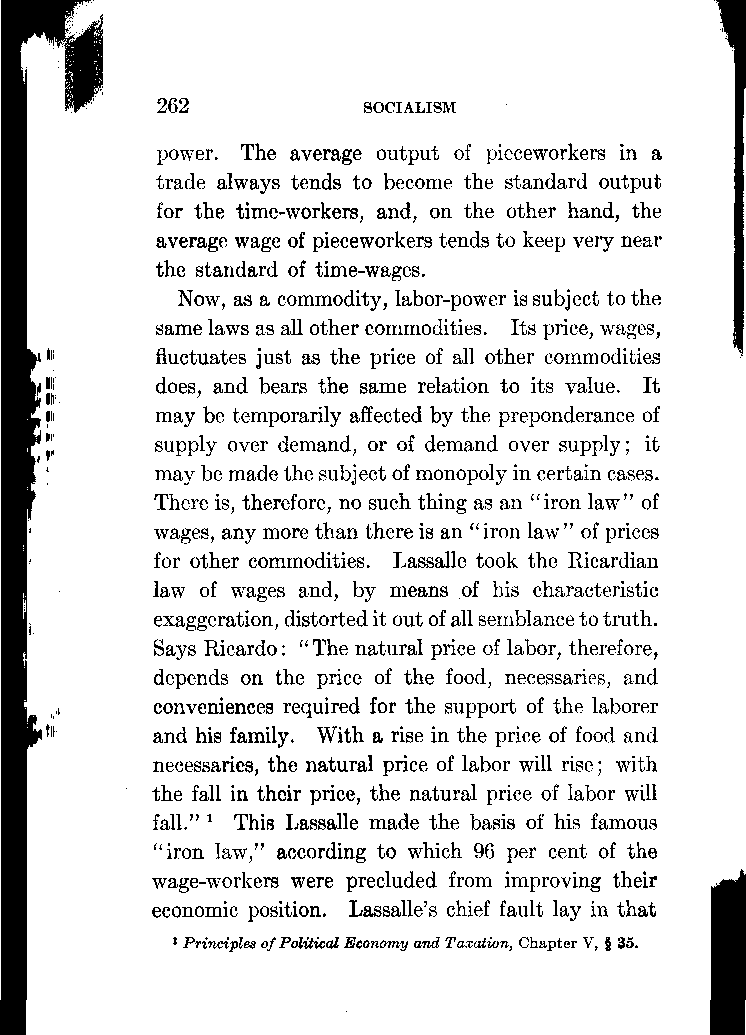 262 SOCIALISM
power. The average output of pieceworkers in a
trade always tends to become the standard output
for the time-workers, and, on the other hand, the
average wage of pieceworkers tends to keep very near
the standard of time-wages.
Now, as a commodity, labor-power is subject to the
same laws as all other commodities. Its price, wages,
fluctuates just as the price of all other commodities
does, and bears the same relation to its value. It
may be temporarily affected by the preponderance of
supply over demand, or of demand over supply; it
may be made the subject of monopoly in certain cases.
There is, therefore, no such thing as an "iron law" of
wages, any more than there is an "iron law" of prices
for other commodities. Lassalle took the Ricardian
law of wages and, by means of his characteristic
exaggeration, distorted it out of all semblance to truth.
Says Ricardo: "The natural price of labor, therefore,
depends on the price of the food, necessaries, and
conveniences required for the support of the laborer
and his family. With a rise in the price of food and
necessaries, the natural price of labor will rise; with
the fall in their price, the natural price of labor will
fall." ¹ This Lassalle made the basis of his famous
"iron law," according to which 96 per cent of the
wage-workers were precluded from improving their
economic position. Lassalle's chief fault lay in that
¹ Principles of Political Economy and Taxation, Chapter V, § 35.